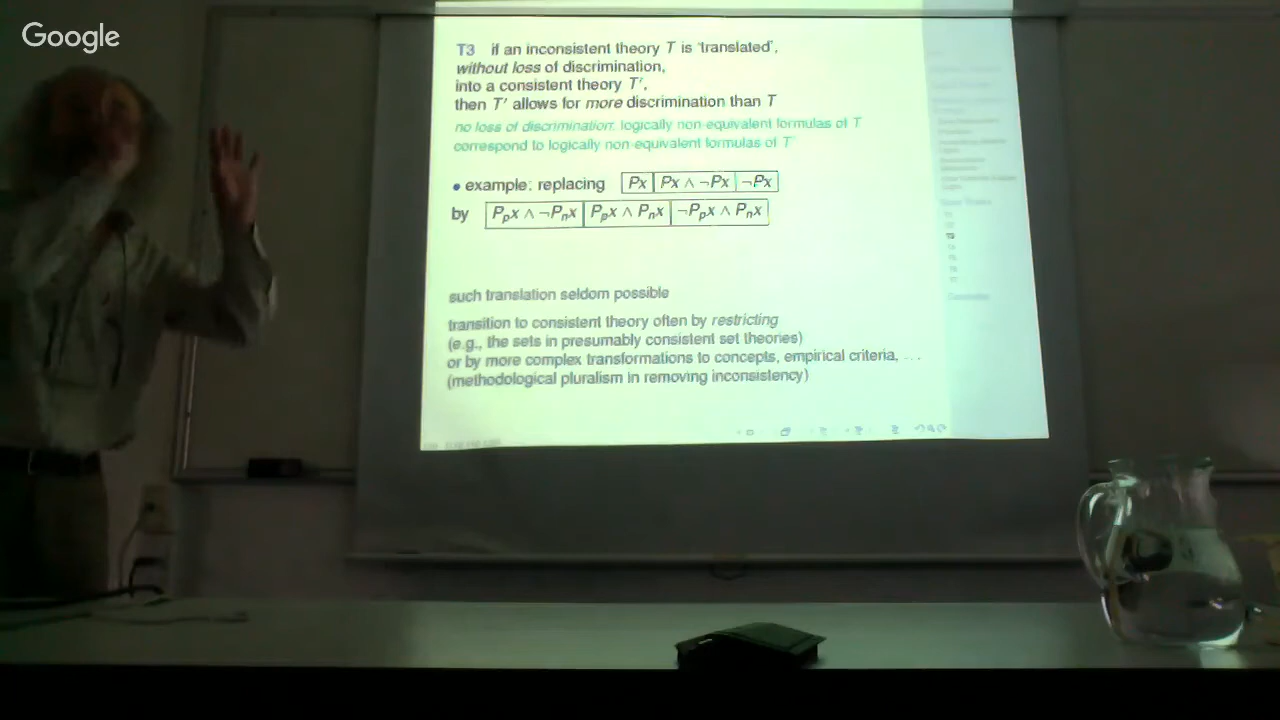 Google
T3 if an inconsistent theory T is 'translated',
without loss of discrimination,
into a consistent theory T',
then T' allows for more discrimination than T
no loss of discrimination: logically non equivalent formulas of T
correspond to logically non equivalent formulas of T'
• example: replacing Px Px ∧ ¬Px ¬Px
by Pₚx ∧ ¬Pₙx Pₚx ∧ Pₙx ¬Pₚx ∧ Pₙx
such translation seldom possible
transition to consistent theory often by restricting
(e.g., the sets in presumably consistent set theories)
or by more complex transformations to concepts, empirical criteria, ...
(methodological pluralism in removing inconsistency)